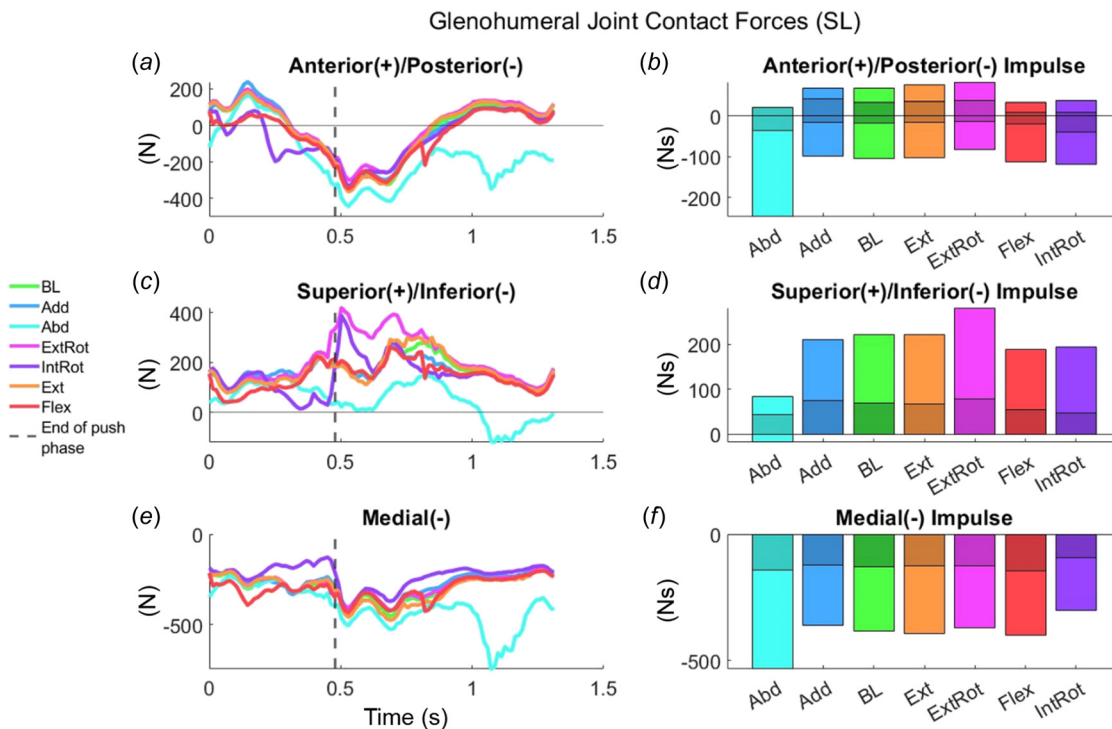 Glenohumeral Joint Contact Forces (SL)
(a)
Anterior(+)/Posterior(-)
200
0
-200
-400
(N)
0
0.5
1
1.5
(b)
Anterior(+)/Posterior(-) Impulse
0
-100
-200
(Ns)
Abd
Add
BL
Ext
ExtRot
Flex
IntRot
BL
Add
Abd
ExtRot
IntRot
Ext
Flex
End of push
phase
(c)
Superior(+)/Inferior(-)
400
200
0
(N)
0
0.5
1
1.5
(d)
Superior(+)/Inferior(-) Impulse
200
100
0
(Ns)
Abd
Add
BL
Ext
ExtRot
Flex
IntRot
(e)
Medial(-)
0
-500
(N)
0
0.5
1
1.5
Time (s)
(f)
Medial(-) Impulse
0
-500
(Ns)
Abd
Add
BL
Ext
ExtRot
Flex
IntRot